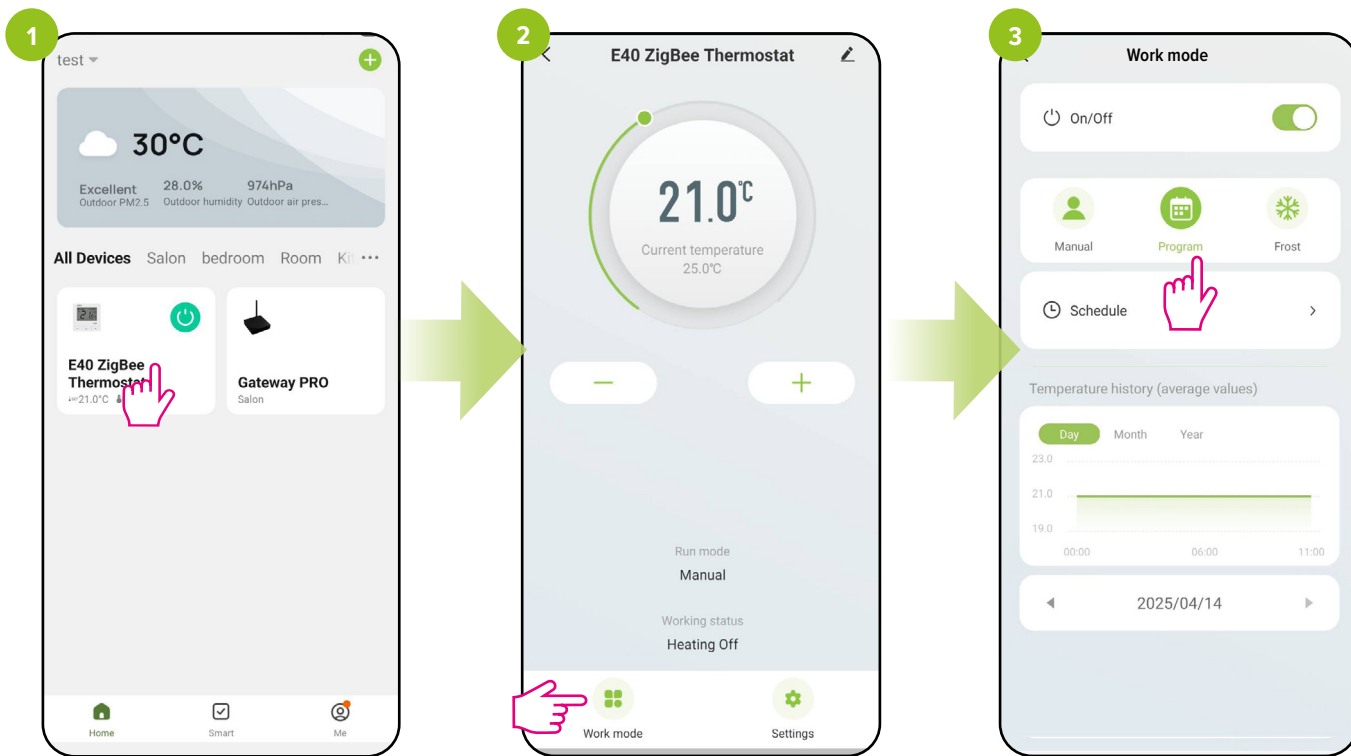 1
test
30°C
Excellent
Outdoor PM2.5
28.0%
Outdoor humidity
974hPa
Outdoor air pres...
All Devices Salon bedroom Room Kit ...
E40 ZigBee
Thermostat
21.0°C
Gateway PRO
Salon
Home
Smart
Me
2
E40 ZigBee Thermostat
21.0°C
Current temperature
25.0°C
Run mode
Manual
Working status
Heating Off
Work mode
Settings
3
Work mode
On/Off
Manual
Program
Frost
Schedule
Temperature history (average values)
Day Month Year
23.0
21.0
19.0
00:00 06:00 11:00
2025/04/14